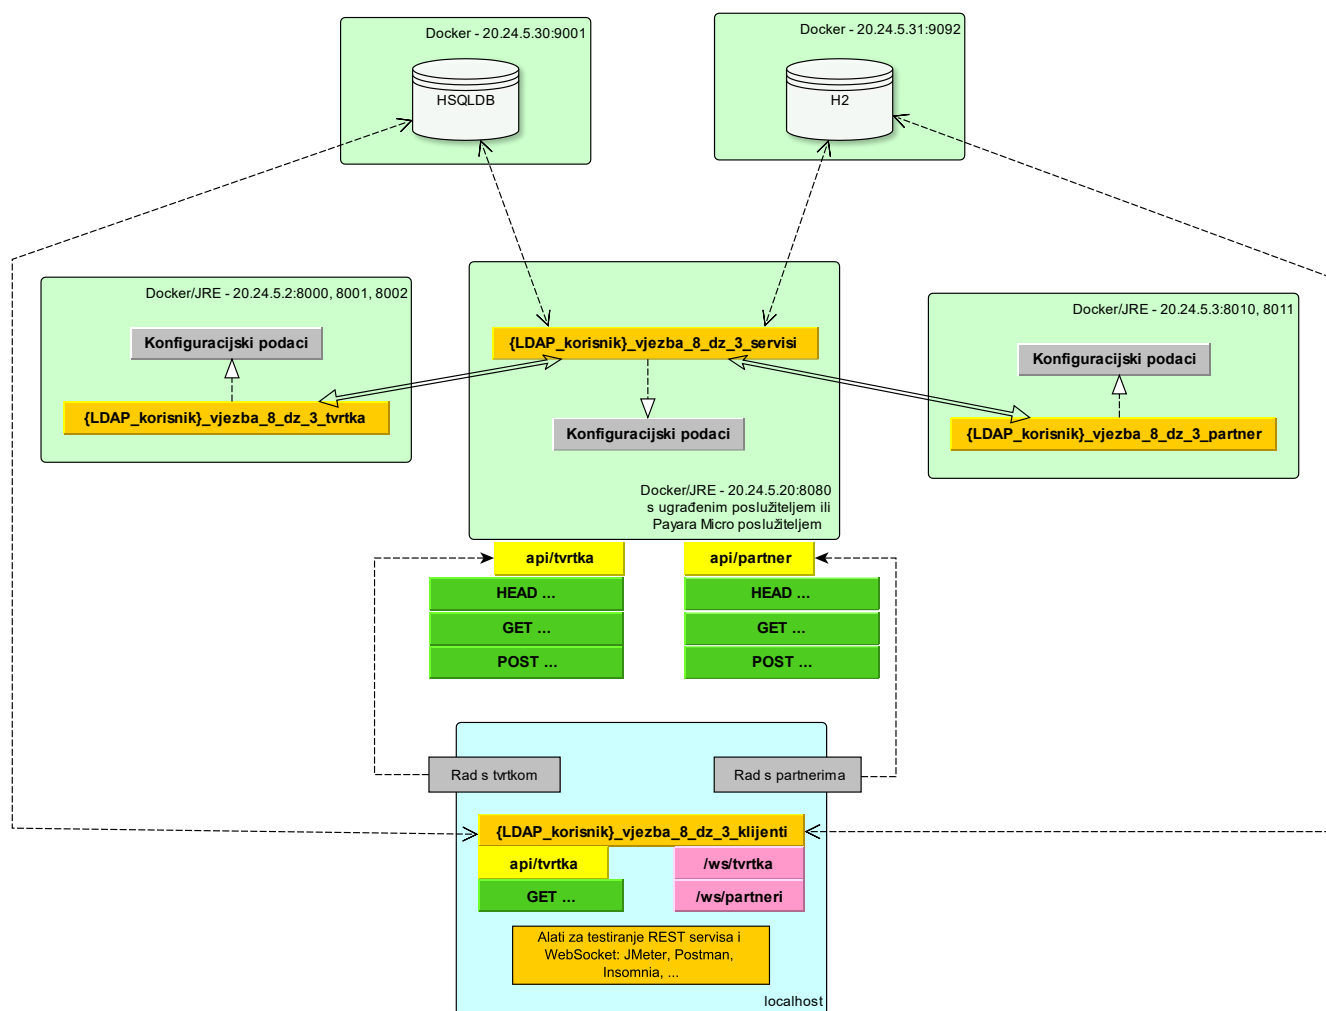 Docker - 20.24.5.30:9001
HSQLDB
Docker - 20.24.5.31:9092
H2
Docker/JRE - 20.24.5.2:8000, 8001, 8002
Konfiguracijski podaci
{LDAP_korisnik}_vjezba_8_dz_3_tvrtka
{LDAP_korisnik}_vjezba_8_dz_3_servisi
Konfiguracijski podaci
Docker/JRE - 20.24.5.20:8080
s ugrađenim poslužiteljem ili
Payara Micro poslužiteljem
Docker/JRE - 20.24.5.3:8010, 8011
Konfiguracijski podaci
{LDAP_korisnik}_vjezba_8_dz_3_partner
api/tvrtka
HEAD ...
GET ...
POST ...
api/partner
HEAD ...
GET ...
POST ...
Rad s tvrtkom
Rad s partnerima
{LDAP_korisnik}_vjezba_8_dz_3_klijenti
api/tvrtka
GET ...
/ws/tvrtka
/ws/partneri
Alati za testiranje REST servisa i
WebSocket: JMeter, Postman,
Insomnia, ...
localhost